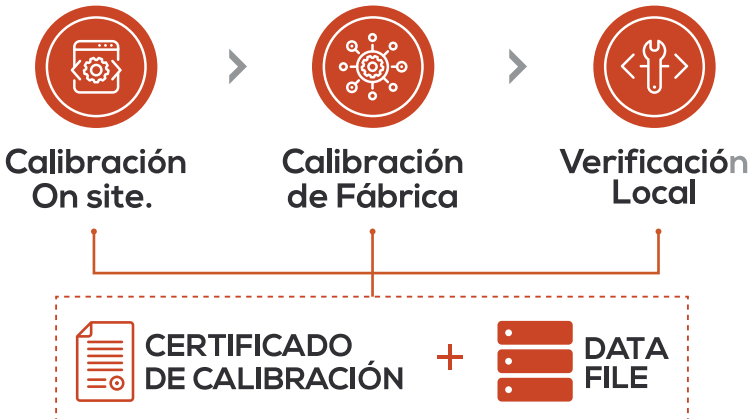 Calibración
On site.
Calibración
de Fábrica
Verificación
Local
CERTIFICADO
DE CALIBRACIÓN
+
DATA
FILE